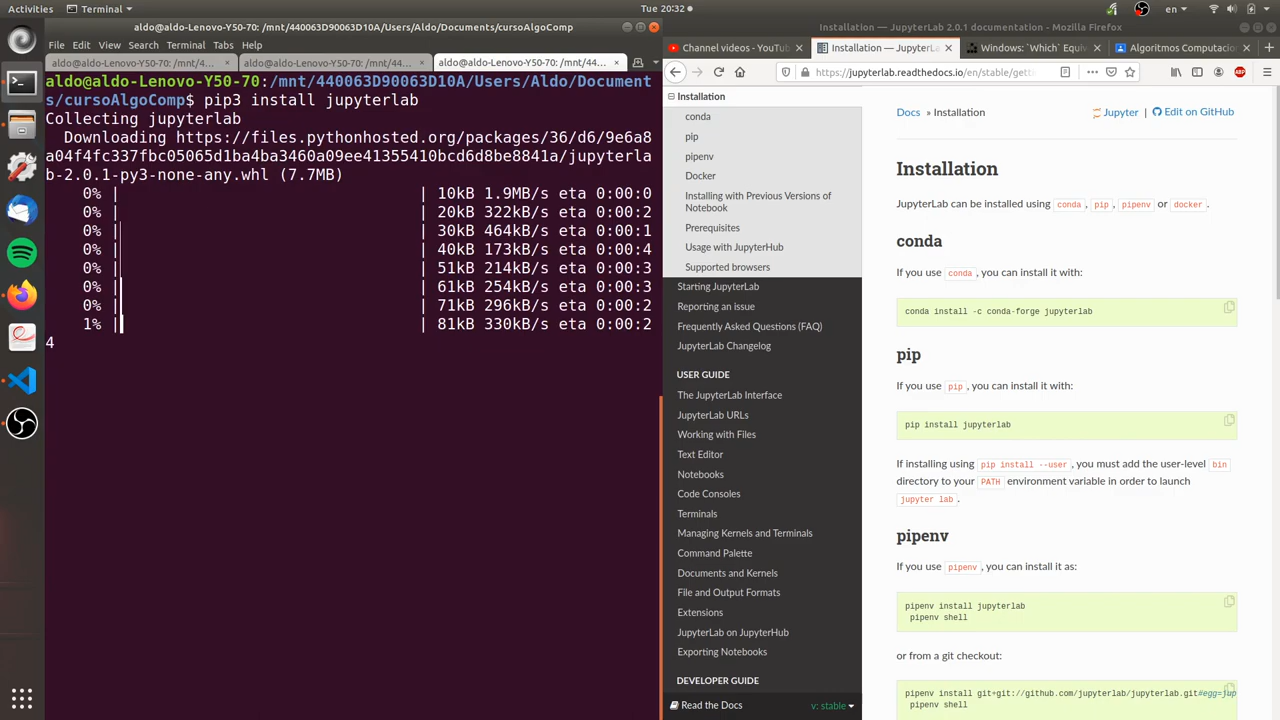 Activities
Terminal
Tue 20:32
en
aldo@aldo-Lenovo-Y50-70: /mnt/440063D90063D10A/Users/Aldo/Documents/cursoAlgoComp
File Edit View Search Terminal Tabs Help
aldo@aldo-Lenovo-Y50-70: /mnt/4...
aldo@aldo-Lenovo-Y50-70: /mnt/44...
aldo@aldo-Lenovo-Y50-70: /mnt/44...
aldo@aldo-Lenovo-Y50-70:/mnt/440063D90063D10A/Users/Aldo/Document
s/cursoAlgoComp$ pip3 install jupyterlab
Collecting jupyterlab
Downloading https://files.pythonhosted.org/packages/36/d6/9e6a8
a04f4fc337fbc05065d1ba4ba3460a09ee41355410bcd6d8be8841a/jupyterla
b-2.0.1-py3-none-any.whl (7.7MB)
0% | | 10kB 1.9MB/s eta 0:00:0
0% | | 20kB 322kB/s eta 0:00:2
0% | | 30kB 464kB/s eta 0:00:1
0% | | 40kB 173kB/s eta 0:00:4
0% | | 51kB 214kB/s eta 0:00:3
0% | | 61kB 254kB/s eta 0:00:3
0% | | 71kB 296kB/s eta 0:00:2
1% | | 81kB 330kB/s eta 0:00:2
4
Installation — JupyterLab 2.0.1 documentation - Mozilla Firefox
Channel videos - YouTub
Installation — JupyterLa
Windows: `Which` Equiv
Algoritmos Computacion
https://jupyterlab.readthedocs.io/en/stable/gett
ABP
Installation
conda
pip
pipenv
Docker
Installing with Previous Versions of
Notebook
Prerequisites
Usage with JupyterHub
Supported browsers
Starting JupyterLab
Reporting an issue
Frequently Asked Questions (FAQ)
JupyterLab Changelog
USER GUIDE
The JupyterLab Interface
JupyterLab URLs
Working with Files
Text Editor
Notebooks
Code Consoles
Terminals
Managing Kernels and Terminals
Command Palette
Documents and Kernels
File and Output Formats
Extensions
JupyterLab on JupyterHub
Exporting Notebooks
DEVELOPER GUIDE
Read the Docs
v: stable
Docs » Installation
Jupyter | Edit on GitHub
Installation
JupyterLab can be installed using conda, pip, pipenv or docker.
conda
If you use conda, you can install it with:
conda install -c conda-forge jupyterlab
pip
If you use pip, you can install it with:
pip install jupyterlab
If installing using pip install --user, you must add the user-level bin
directory to your PATH environment variable in order to launch
jupyter lab.
pipenv
If you use pipenv, you can install it as:
pipenv install jupyterlab
pipenv shell
or from a git checkout:
pipenv install git+git://github.com/jupyterlab/jupyterlab.git#egg=jup
pipenv shell